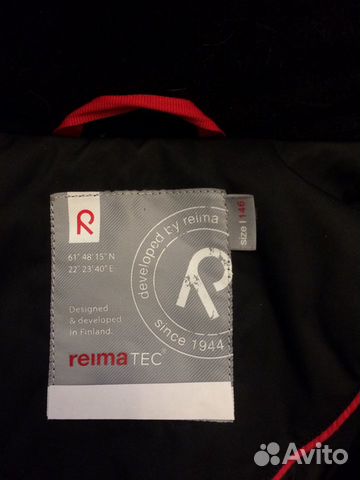 R
61° 48' 15" N
22° 23' 40" E
Designed
& developed
in Finland.
reimaTEC®
developed by reima
R
since 1944
size | 146
Avito